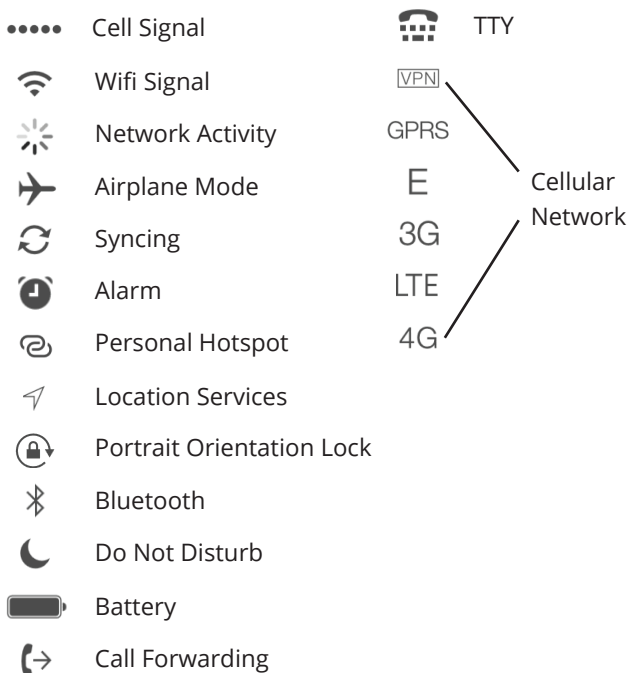 Cell Signal
Wifi Signal
Network Activity
Airplane Mode
Syncing
Alarm
Personal Hotspot
Location Services
Portrait Orientation Lock
Bluetooth
Do Not Disturb
Battery
Call Forwarding
TTY
VPN
GPRS
E
3G
LTE
4G
Cellular
Network